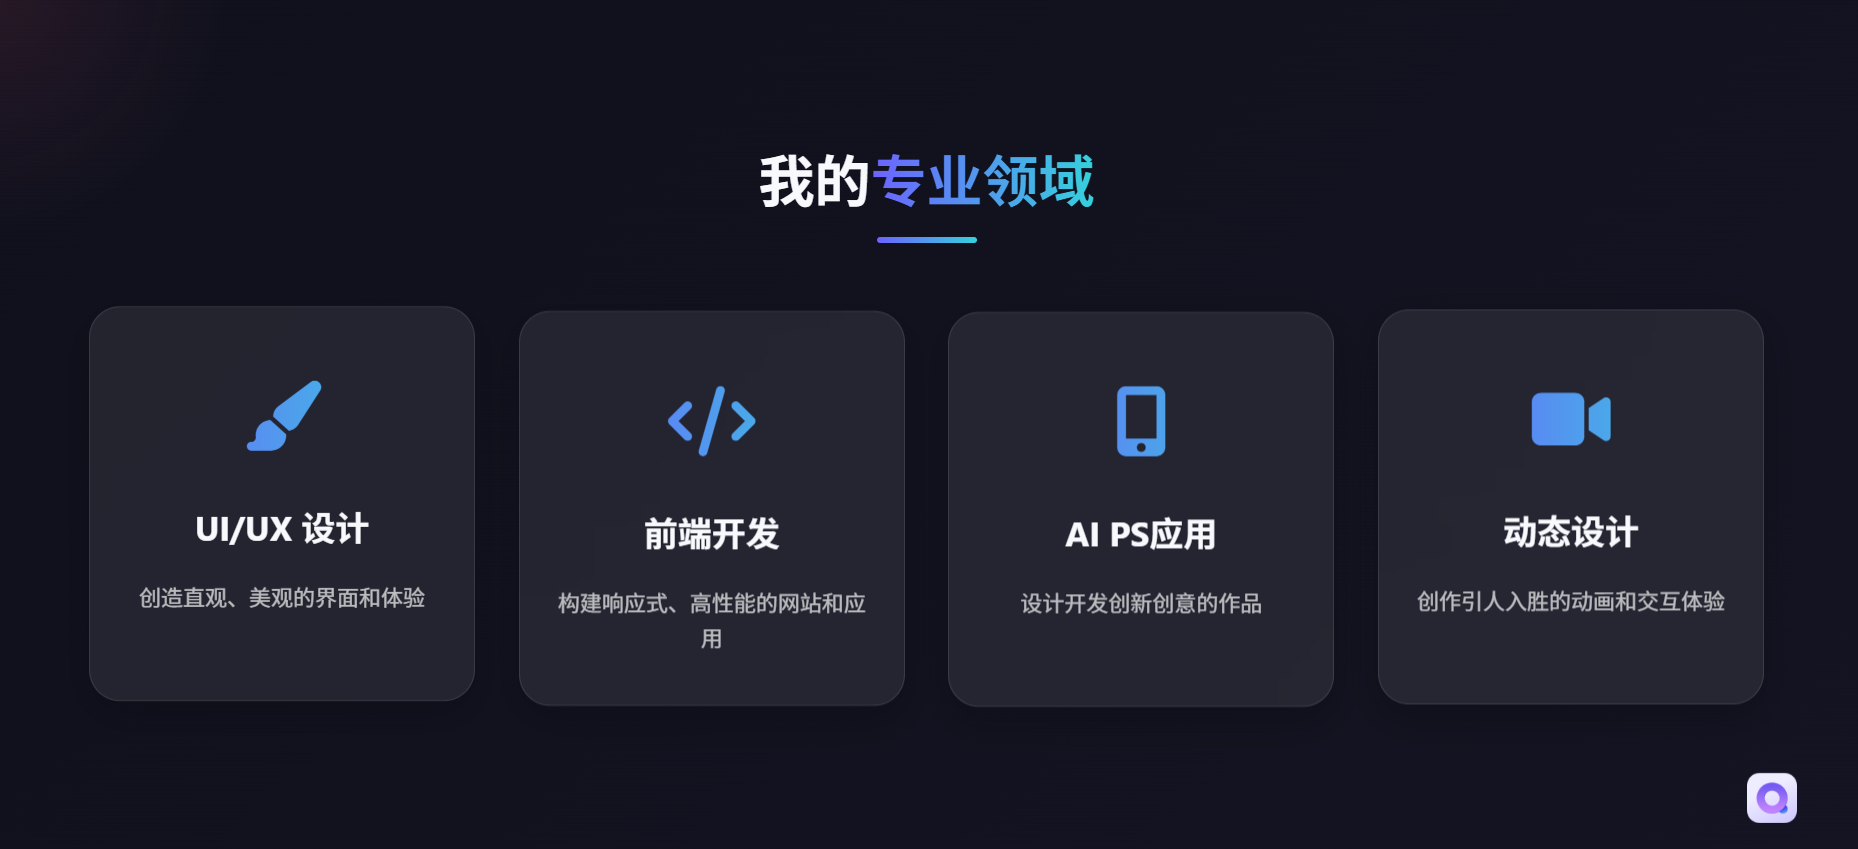 我的专业领域
UI/UX 设计
创造直观、美观的界面和体验
前端开发
构建响应式、高性能的网站和应
用
AI PS应用
设计开发创新创意的作品
动态设计
创作引人入胜的动画和交互体验